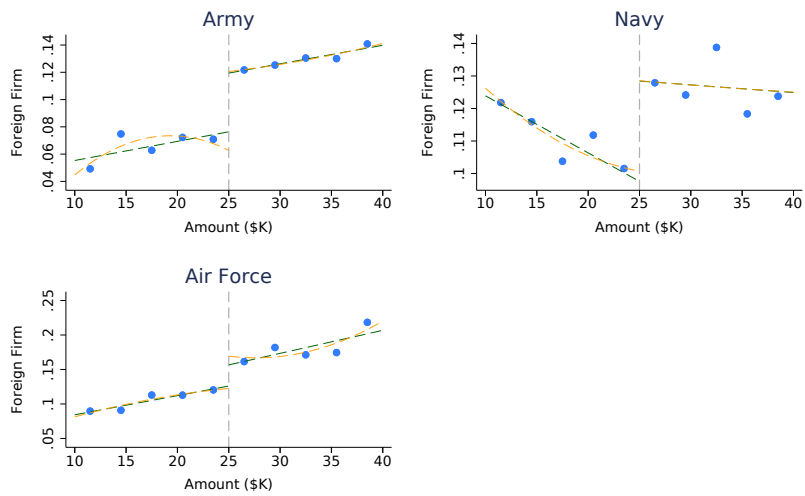 Army
Foreign Firm
.04 .06 .08 .1 .12 .14
10 15 20 25 30 35 40
Amount ($K)
Navy
Foreign Firm
.1 .11 .12 .13 .14
10 15 20 25 30 35 40
Amount ($K)
Air Force
Foreign Firm
.05 .1 .15 .2 .25
10 15 20 25 30 35 40
Amount ($K)